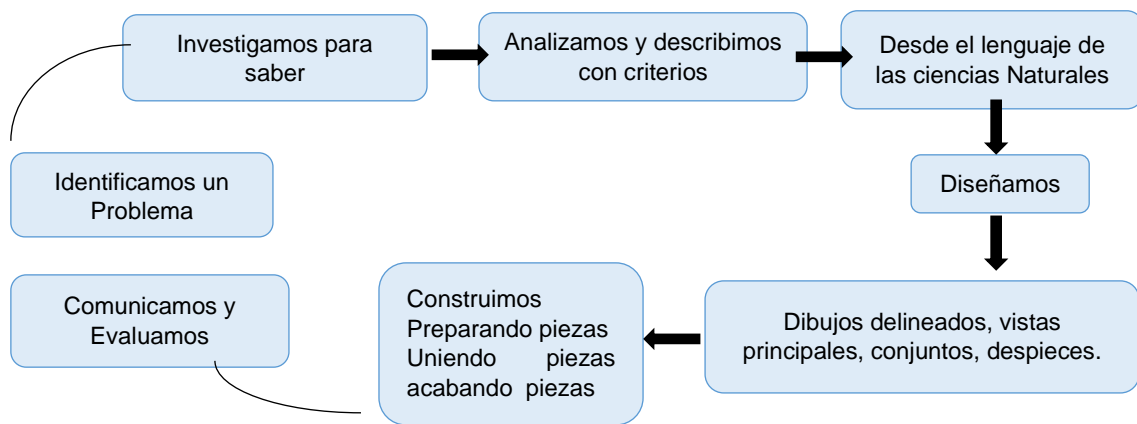 Investigamos para
saber
Analizamos y describimos
con criterios
Desde el lenguaje de
las ciencias Naturales
Identificamos un
Problema
Diseñamos
Comunicamos y
Evaluamos
Construimos
Preparando piezas
Uniendo piezas
acabando piezas
Dibujos delineados, vistas
principales, conjuntos, despieces.